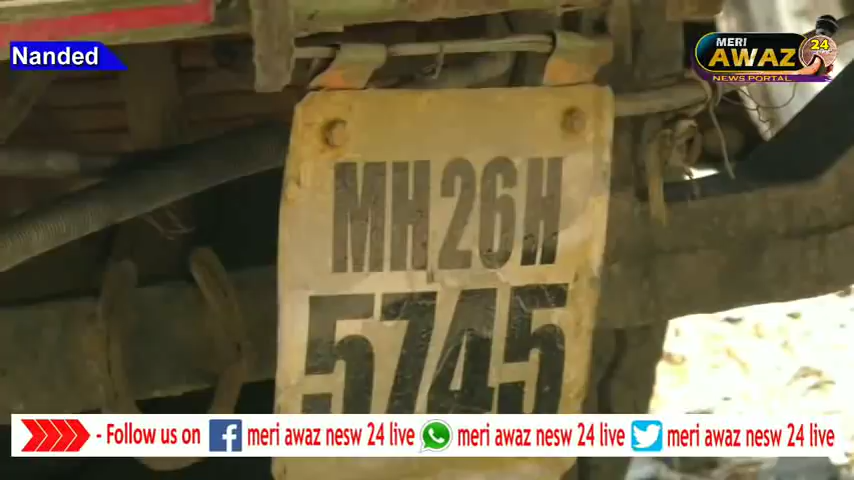 Nanded
MERI
AWAZ
24
NEWS PORTAL
MH26H
5745
- Follow us on meri awaz nesw 24 live meri awaz nesw 24 live meri awaz nesw 24 live